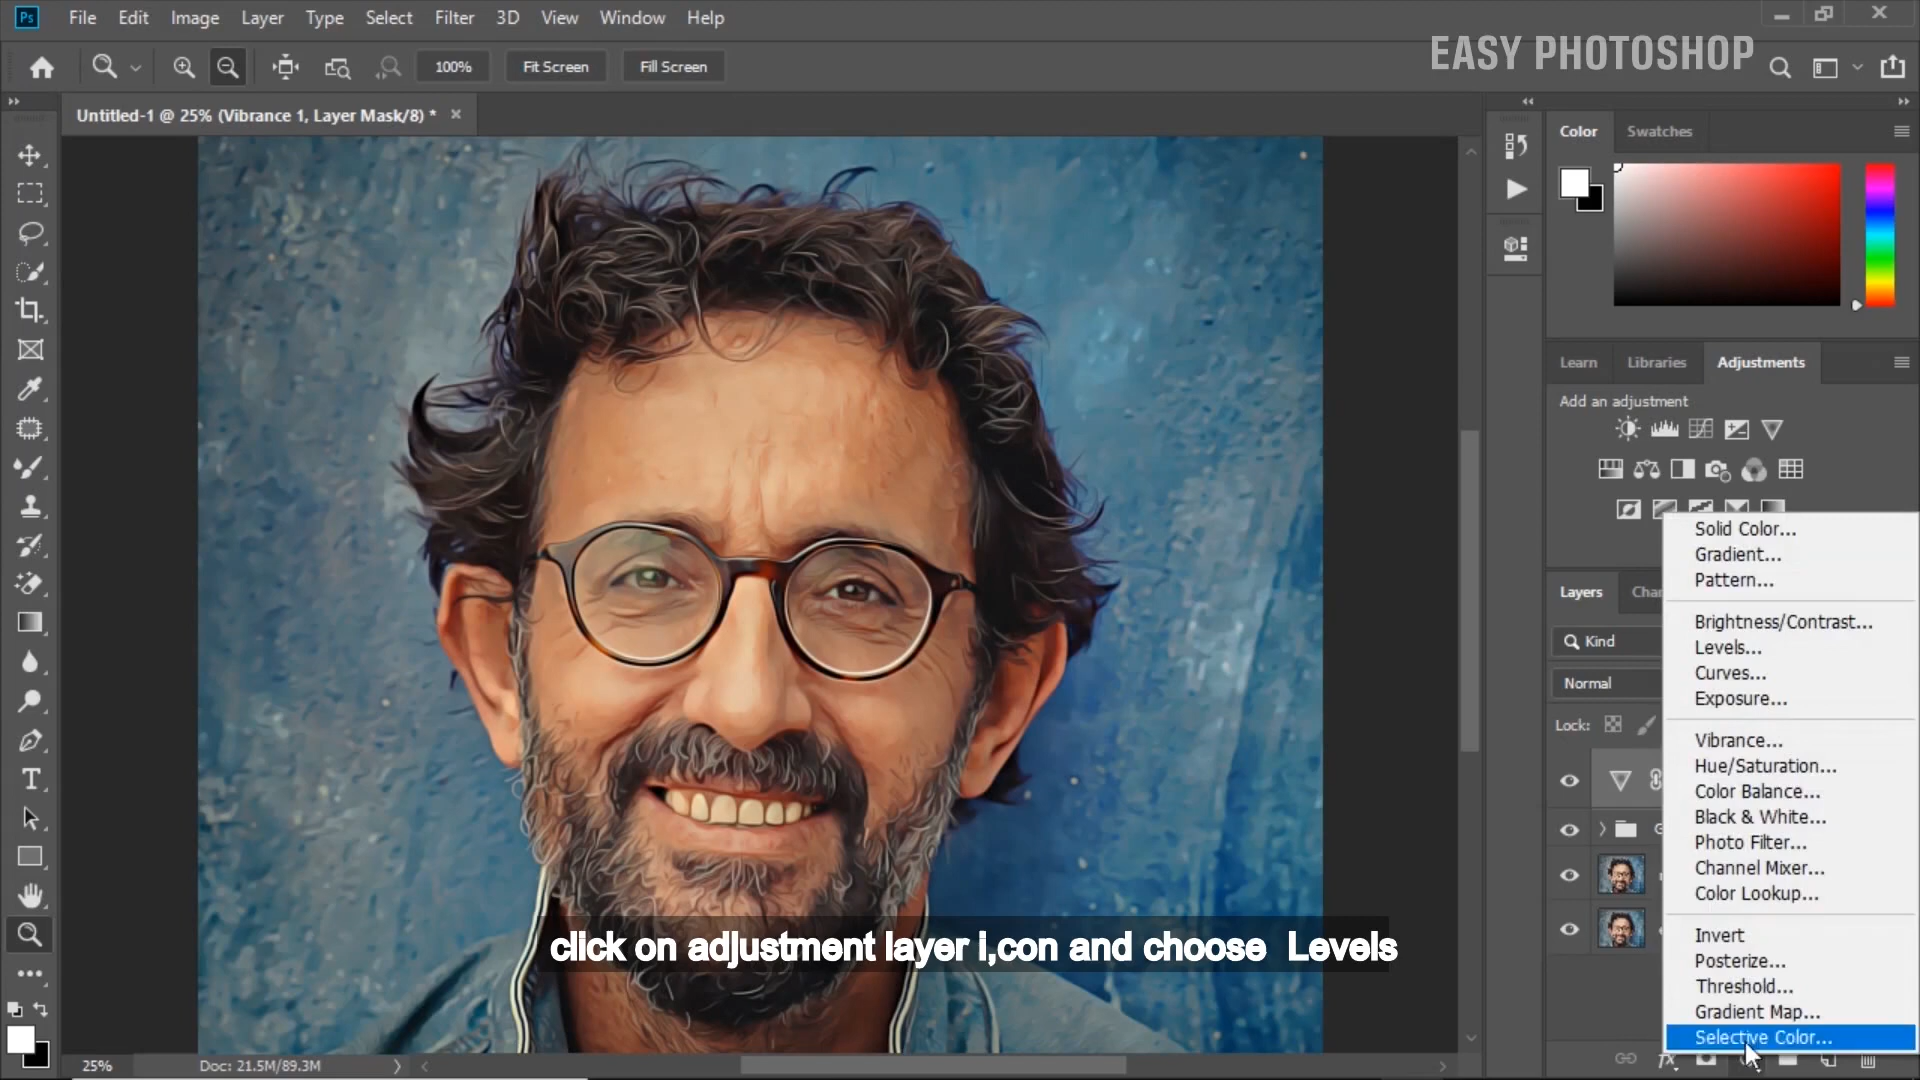 Ps File Edit Image Layer Type Select Filter 3D View Window Help
EASY PHOTOSHOP
100% Fit Screen Fill Screen
Untitled-1 @ 25% (Vibrance 1, Layer Mask/8) *
Color Swatches
Learn Libraries Adjustments
Add an adjustment
Solid Color...
Gradient...
Pattern...
Layers
Kind
Brightness/Contrast...
Levels...
Curves...
Normal
Exposure...
Lock:
Vibrance...
Hue/Saturation...
Color Balance...
Black & White...
Photo Filter...
Channel Mixer...
Color Lookup...
Invert
click on adjustment layer i,con and choose Levels
Posterize...
Threshold...
Gradient Map...
Selective Color...
25% Doc: 21.5M/89.3M
fx
T